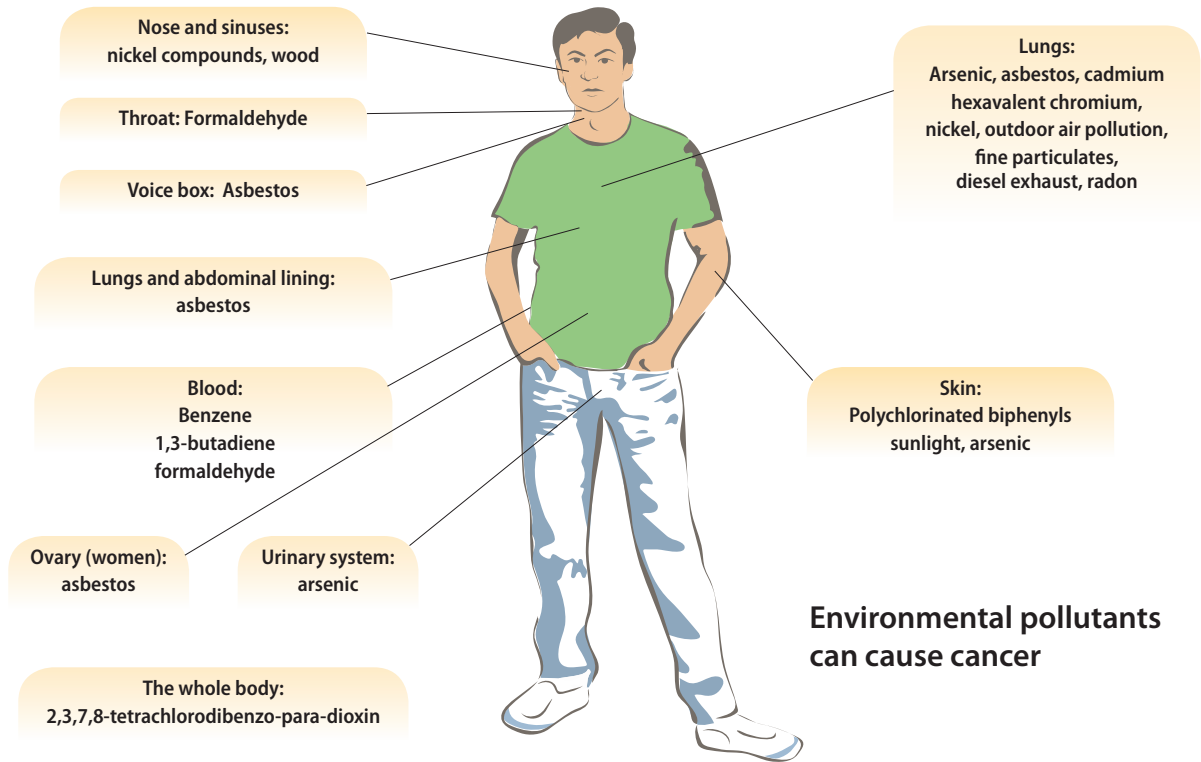 Nose and sinuses:
nickel compounds, wood
Throat: Formaldehyde
Voice box: Asbestos
Lungs and abdominal lining:
asbestos
Blood:
Benzene
1,3-butadiene
formaldehyde
Ovary (women):
asbestos
Urinary system:
arsenic
The whole body:
2,3,7,8-tetrachlorodibenzo-para-dioxin
Lungs:
Arsenic, asbestos, cadmium
hexavalent chromium,
nickel, outdoor air pollution,
fine particulates,
diesel exhaust, radon
Skin:
Polychlorinated biphenyls
sunlight, arsenic
Environmental pollutants
can cause cancer